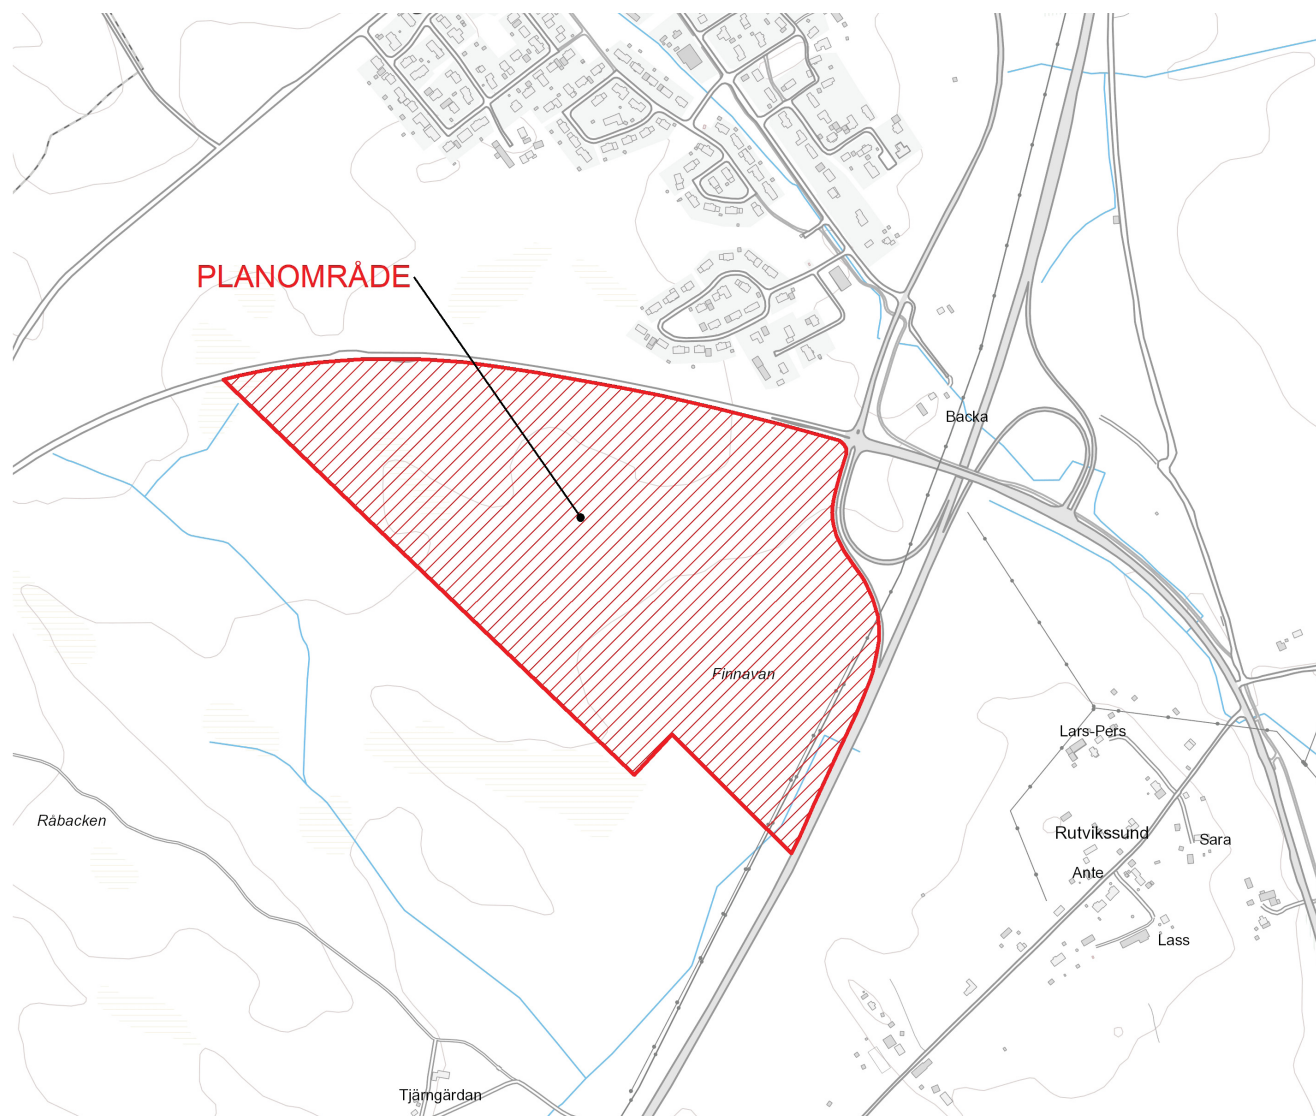 PLANOMRÅDE
Backa
Finnavan
Lars-Pers
Råbacken
Rutvikssund
Sara
Ante
Lass
Tjärngärdan